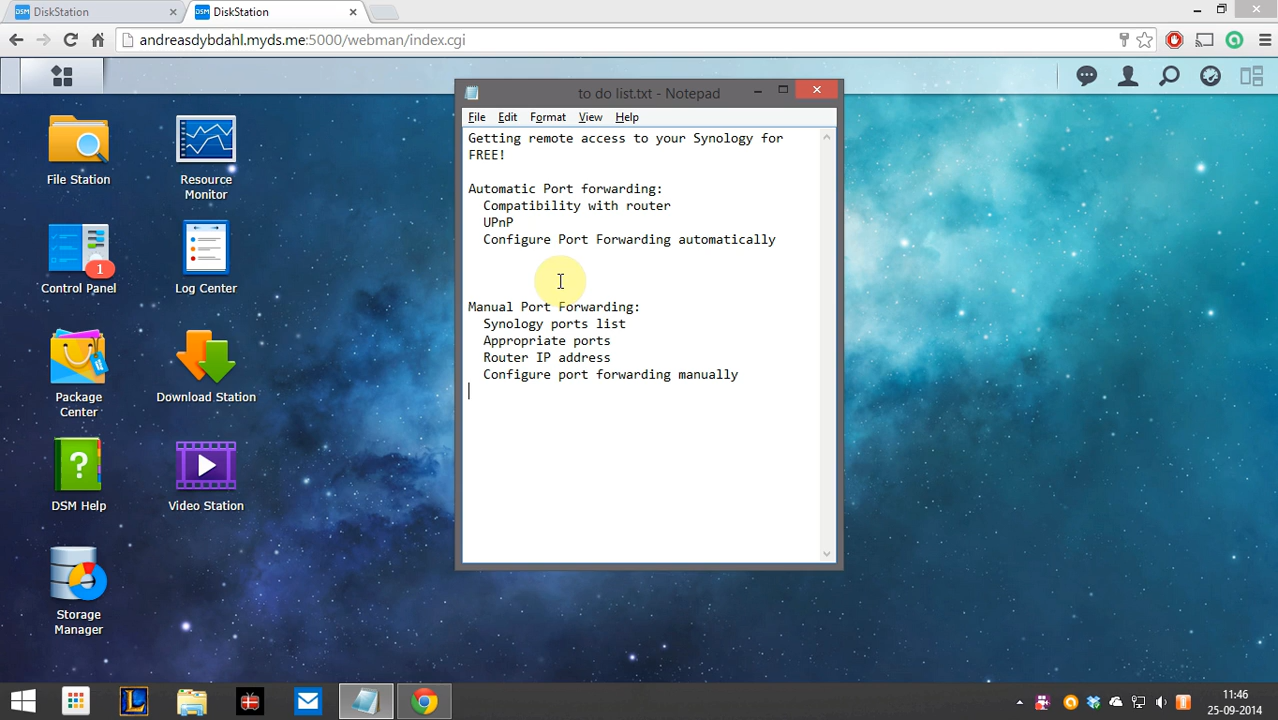 DiskStation
DiskStation
andreasdybdahl.myds.me:5000/webman/index.cgi
File Station
Resource
Monitor
1
Control Panel
Log Center
Package
Center
Download Station
DSM Help
Video Station
Storage
Manager
to do list.txt - Notepad
File Edit Format View Help
Getting remote access to your Synology for
FREE!
Automatic Port forwarding:
Compatibility with router
UPnP
Configure Port Forwarding automatically
Manual Port Forwarding:
Synology ports list
Appropriate ports
Router IP address
Configure port forwarding manually
11:46
25-09-2014